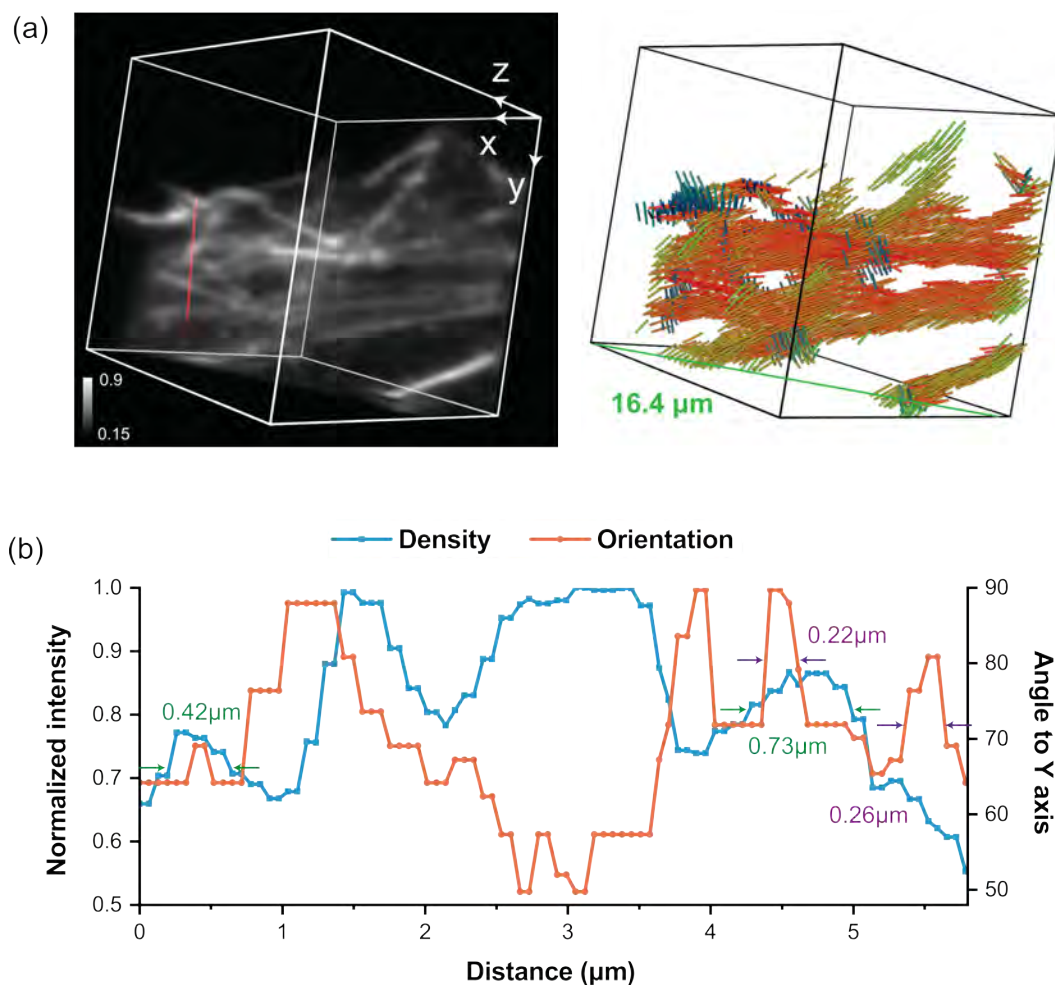 (a)
z
x
y
0.9
0.15
16.4 μm
(b)
Density
Orientation
Normalized intensity
1.0
0.9
0.8
0.7
0.6
0.5
0.42μm
0.22μm
0.73μm
0.26μm
90
80
70
60
50
Angle to Y axis
0
1
2
3
4
5
Distance (μm)